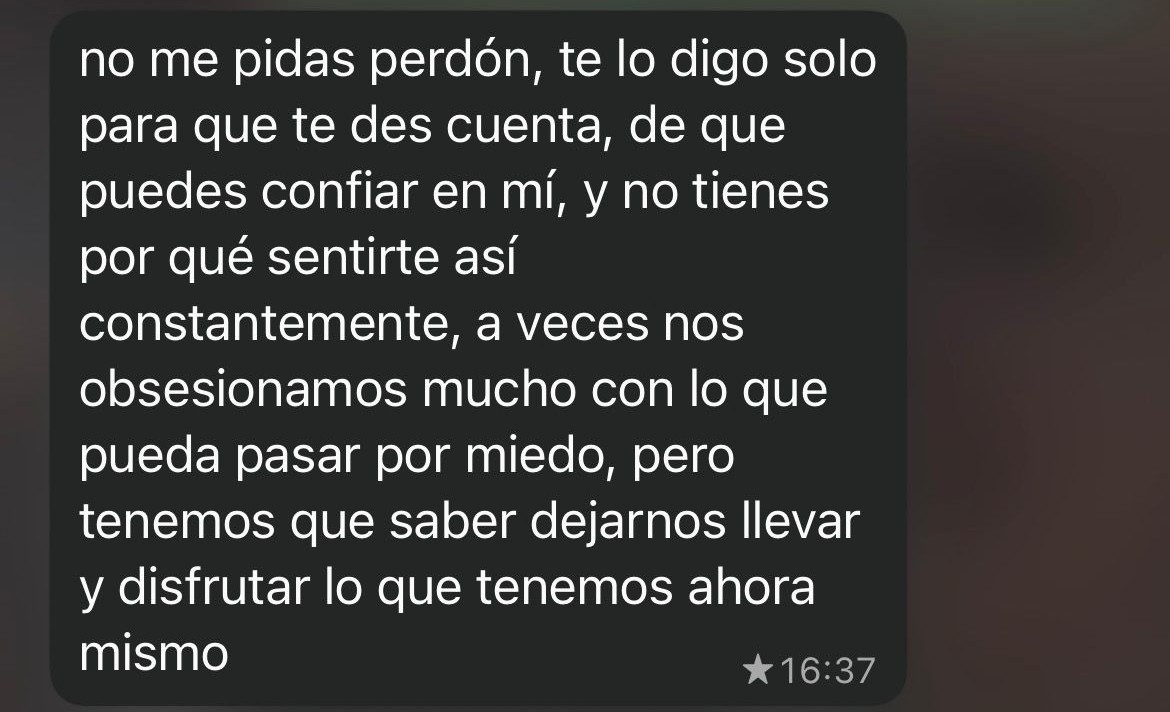 no me pidas perdón, te lo digo solo
para que te des cuenta, de que
puedes confiar en mí, y no tienes
por qué sentirte así
constantemente, a veces nos
obsesionamos mucho con lo que
pueda pasar por miedo, pero
tenemos que saber dejarnos llevar
y disfrutar lo que tenemos ahora
mismo
★16:37